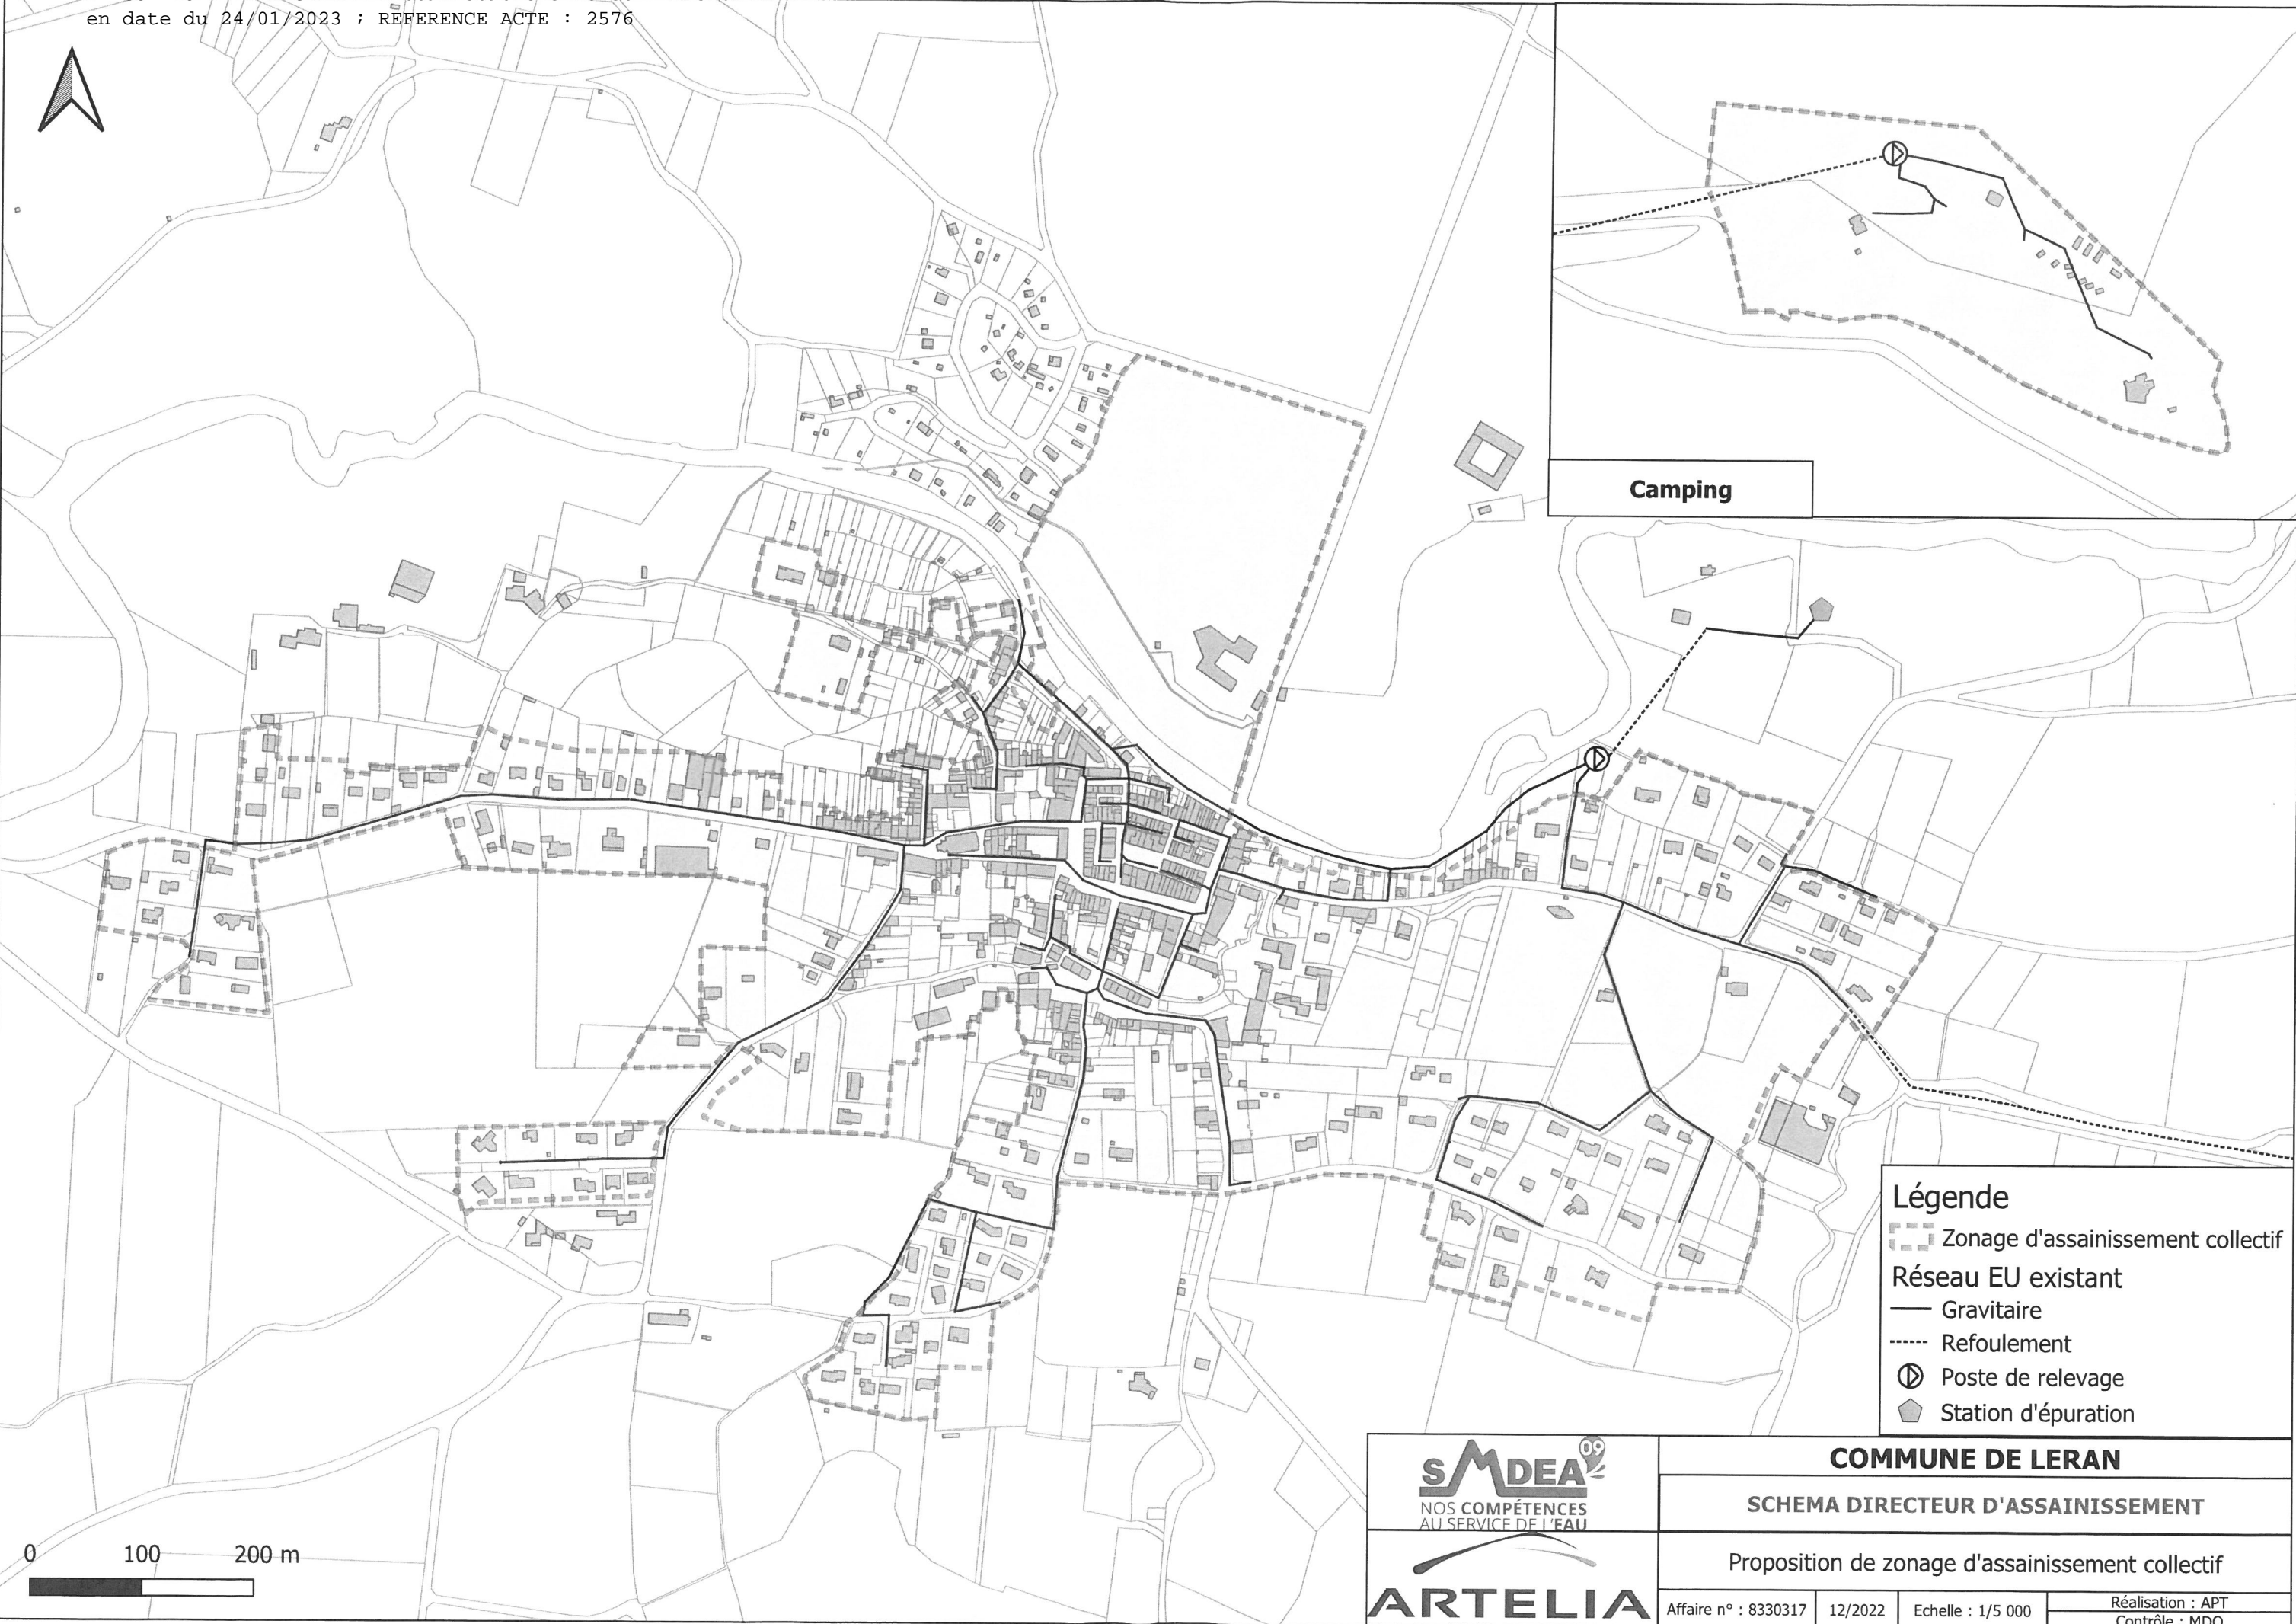 en date du 24/01/2023 ; REFERENCE ACTE : 2576
Camping
Légende
Zonage d'assainissement collectif
Réseau EU existant
Gravitaire
Refoulement
Poste de relevage
Station d'épuration
0 100 200 m
SMDEA 09
NOS COMPÉTENCES
AU SERVICE DE L'EAU
ARTELIA
COMMUNE DE LERAN
SCHEMA DIRECTEUR D'ASSAINISSEMENT
Proposition de zonage d'assainissement collectif
Affaire n° : 8330317
12/2022
Echelle : 1/5 000
Réalisation : APT
Contrôle : MDO